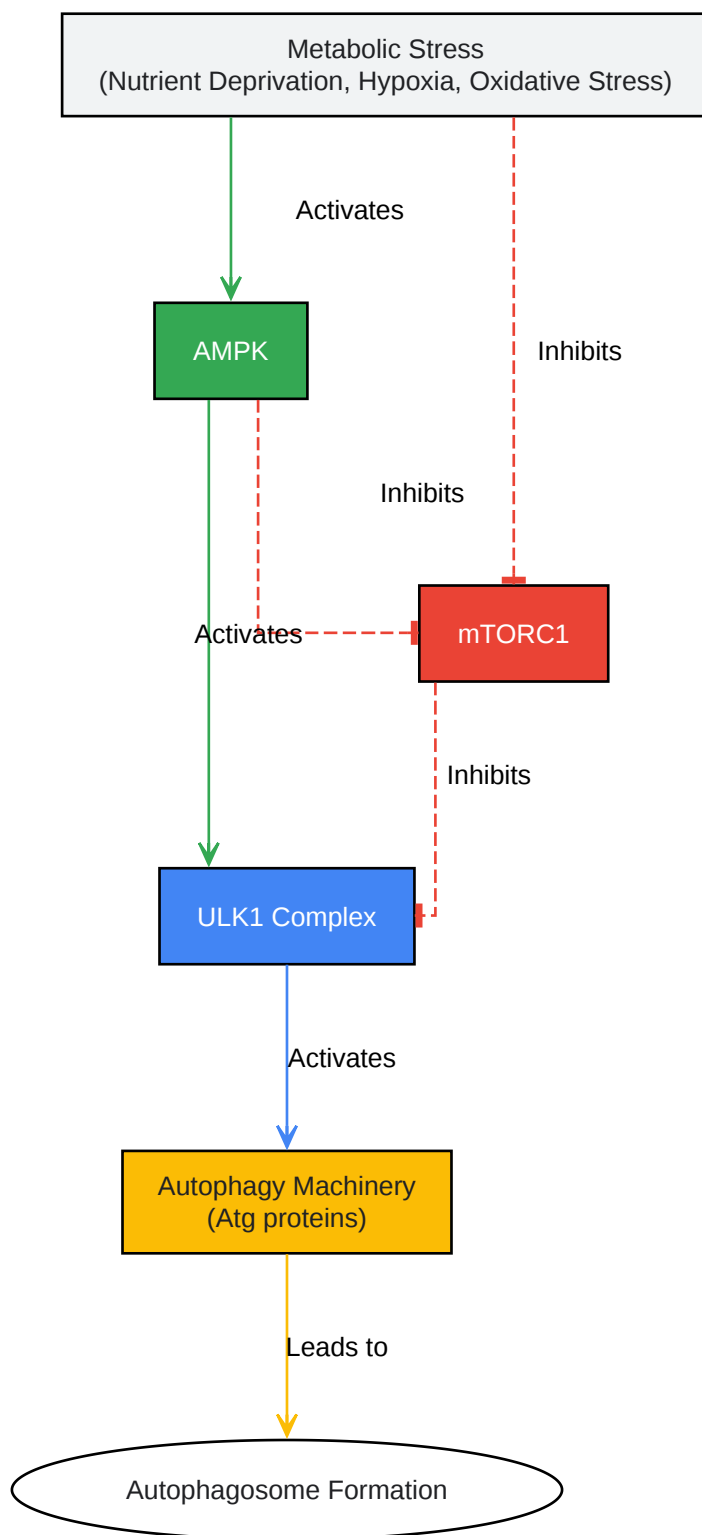 Metabolic Stress
(Nutrient Deprivation, Hypoxia, Oxidative Stress)
Activates
AMPK
Inhibits
Inhibits
Activates
mTORC1
Inhibits
ULK1 Complex
Activates
Autophagy Machinery
(Atg proteins)
Leads to
Autophagosome Formation